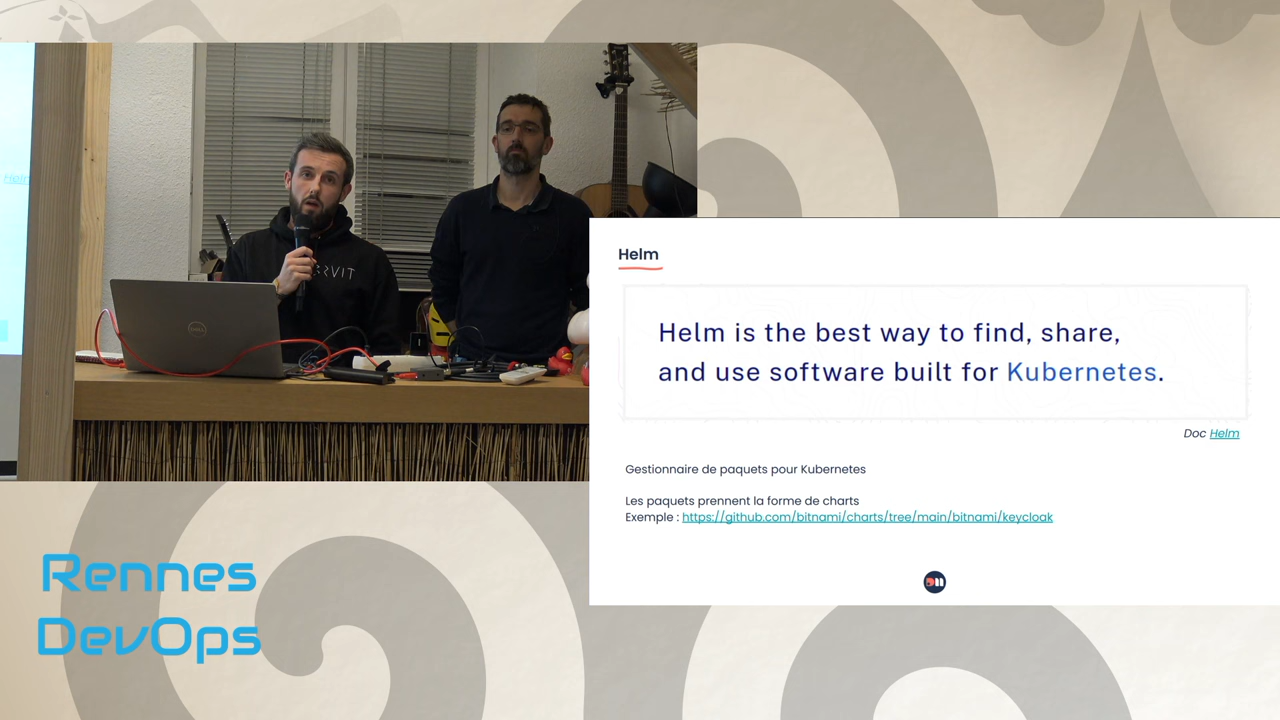 Helm
Helm is the best way to find, share,
and use software built for Kubernetes.
Doc Helm
Gestionnaire de paquets pour Kubernetes
Les paquets prennent la forme de charts
Exemple : https://github.com/bitnami/charts/tree/main/bitnami/keycloak
Rennes
DevOps
DELL